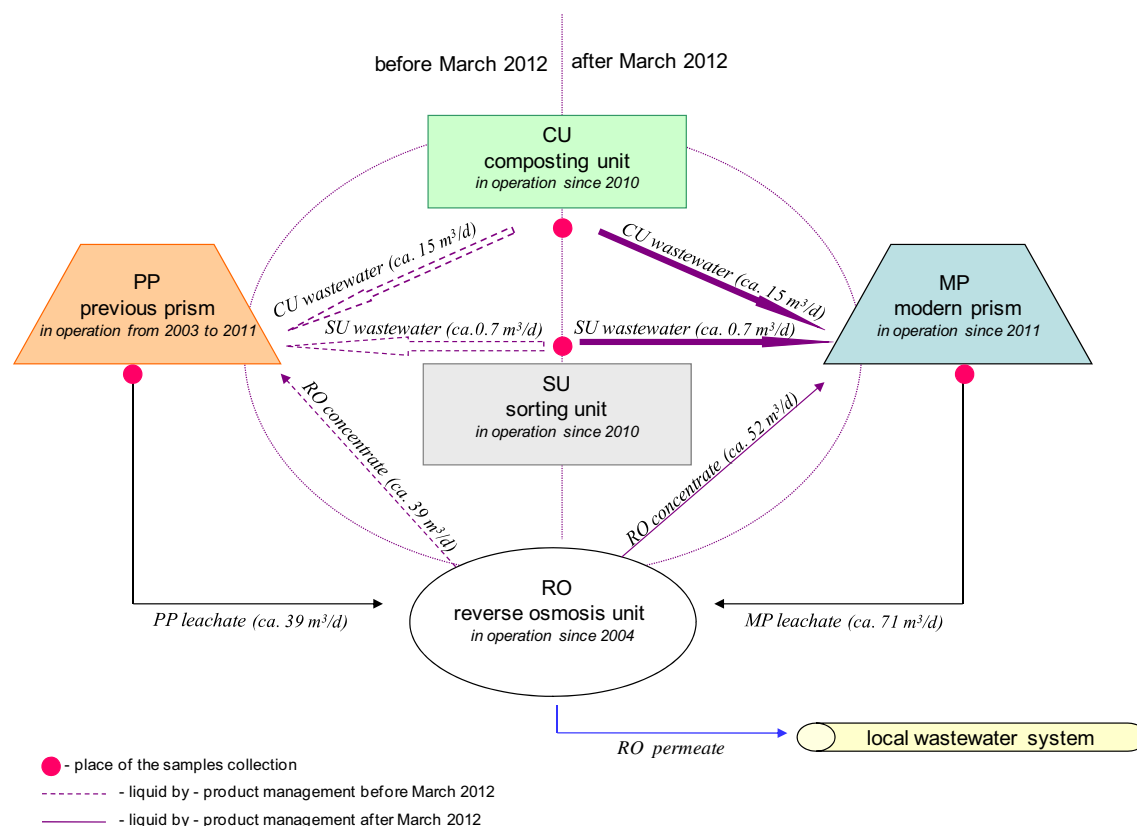 before March 2012
after March 2012
CU
composting unit
in operation since 2010
CU wastewater (ca. 15 m³/d)
CU wastewater (ca. 15 m³/d)
PP
previous prism
in operation from 2003 to 2011
MP
modern prism
in operation since 2011
SU wastewater (ca.0.7 m³/d)
SU wastewater (ca. 0.7 m³/d)
SU
sorting unit
in operation since 2010
RO concentrate (ca. 39 m³/d)
RO concentrate (ca. 52 m³/d)
RO
reverse osmosis unit
in operation since 2004
PP leachate (ca. 39 m³/d)
MP leachate (ca. 71 m³/d)
RO permeate
local wastewater system
- place of the samples collection
- liquid by - product management before March 2012
- liquid by - product management after March 2012